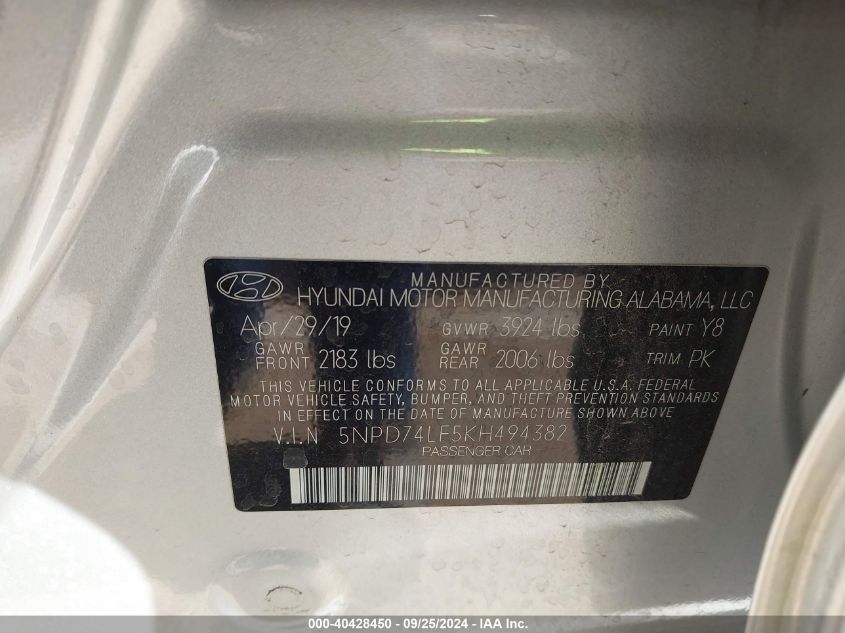 MANUFACTURED BY
HYUNDAI MOTOR MANUFACTURING ALABAMA, LLC
Apr/29/19 GVWR 3924 lbs PAINT Y8
GAWR FRONT 2183 lbs GAWR REAR 2006 lbs TRIM PK
THIS VEHICLE CONFORMS TO ALL APPLICABLE U.S.A. FEDERAL
MOTOR VEHICLE SAFETY, BUMPER, AND THEFT PREVENTION STANDARDS
IN EFFECT ON THE DATE OF MANUFACTURE SHOWN ABOVE
V.I.N 5NPD74LF5KH494382
PASSENGER CAR
000-40428450 - 09/25/2024 - IAA Inc.